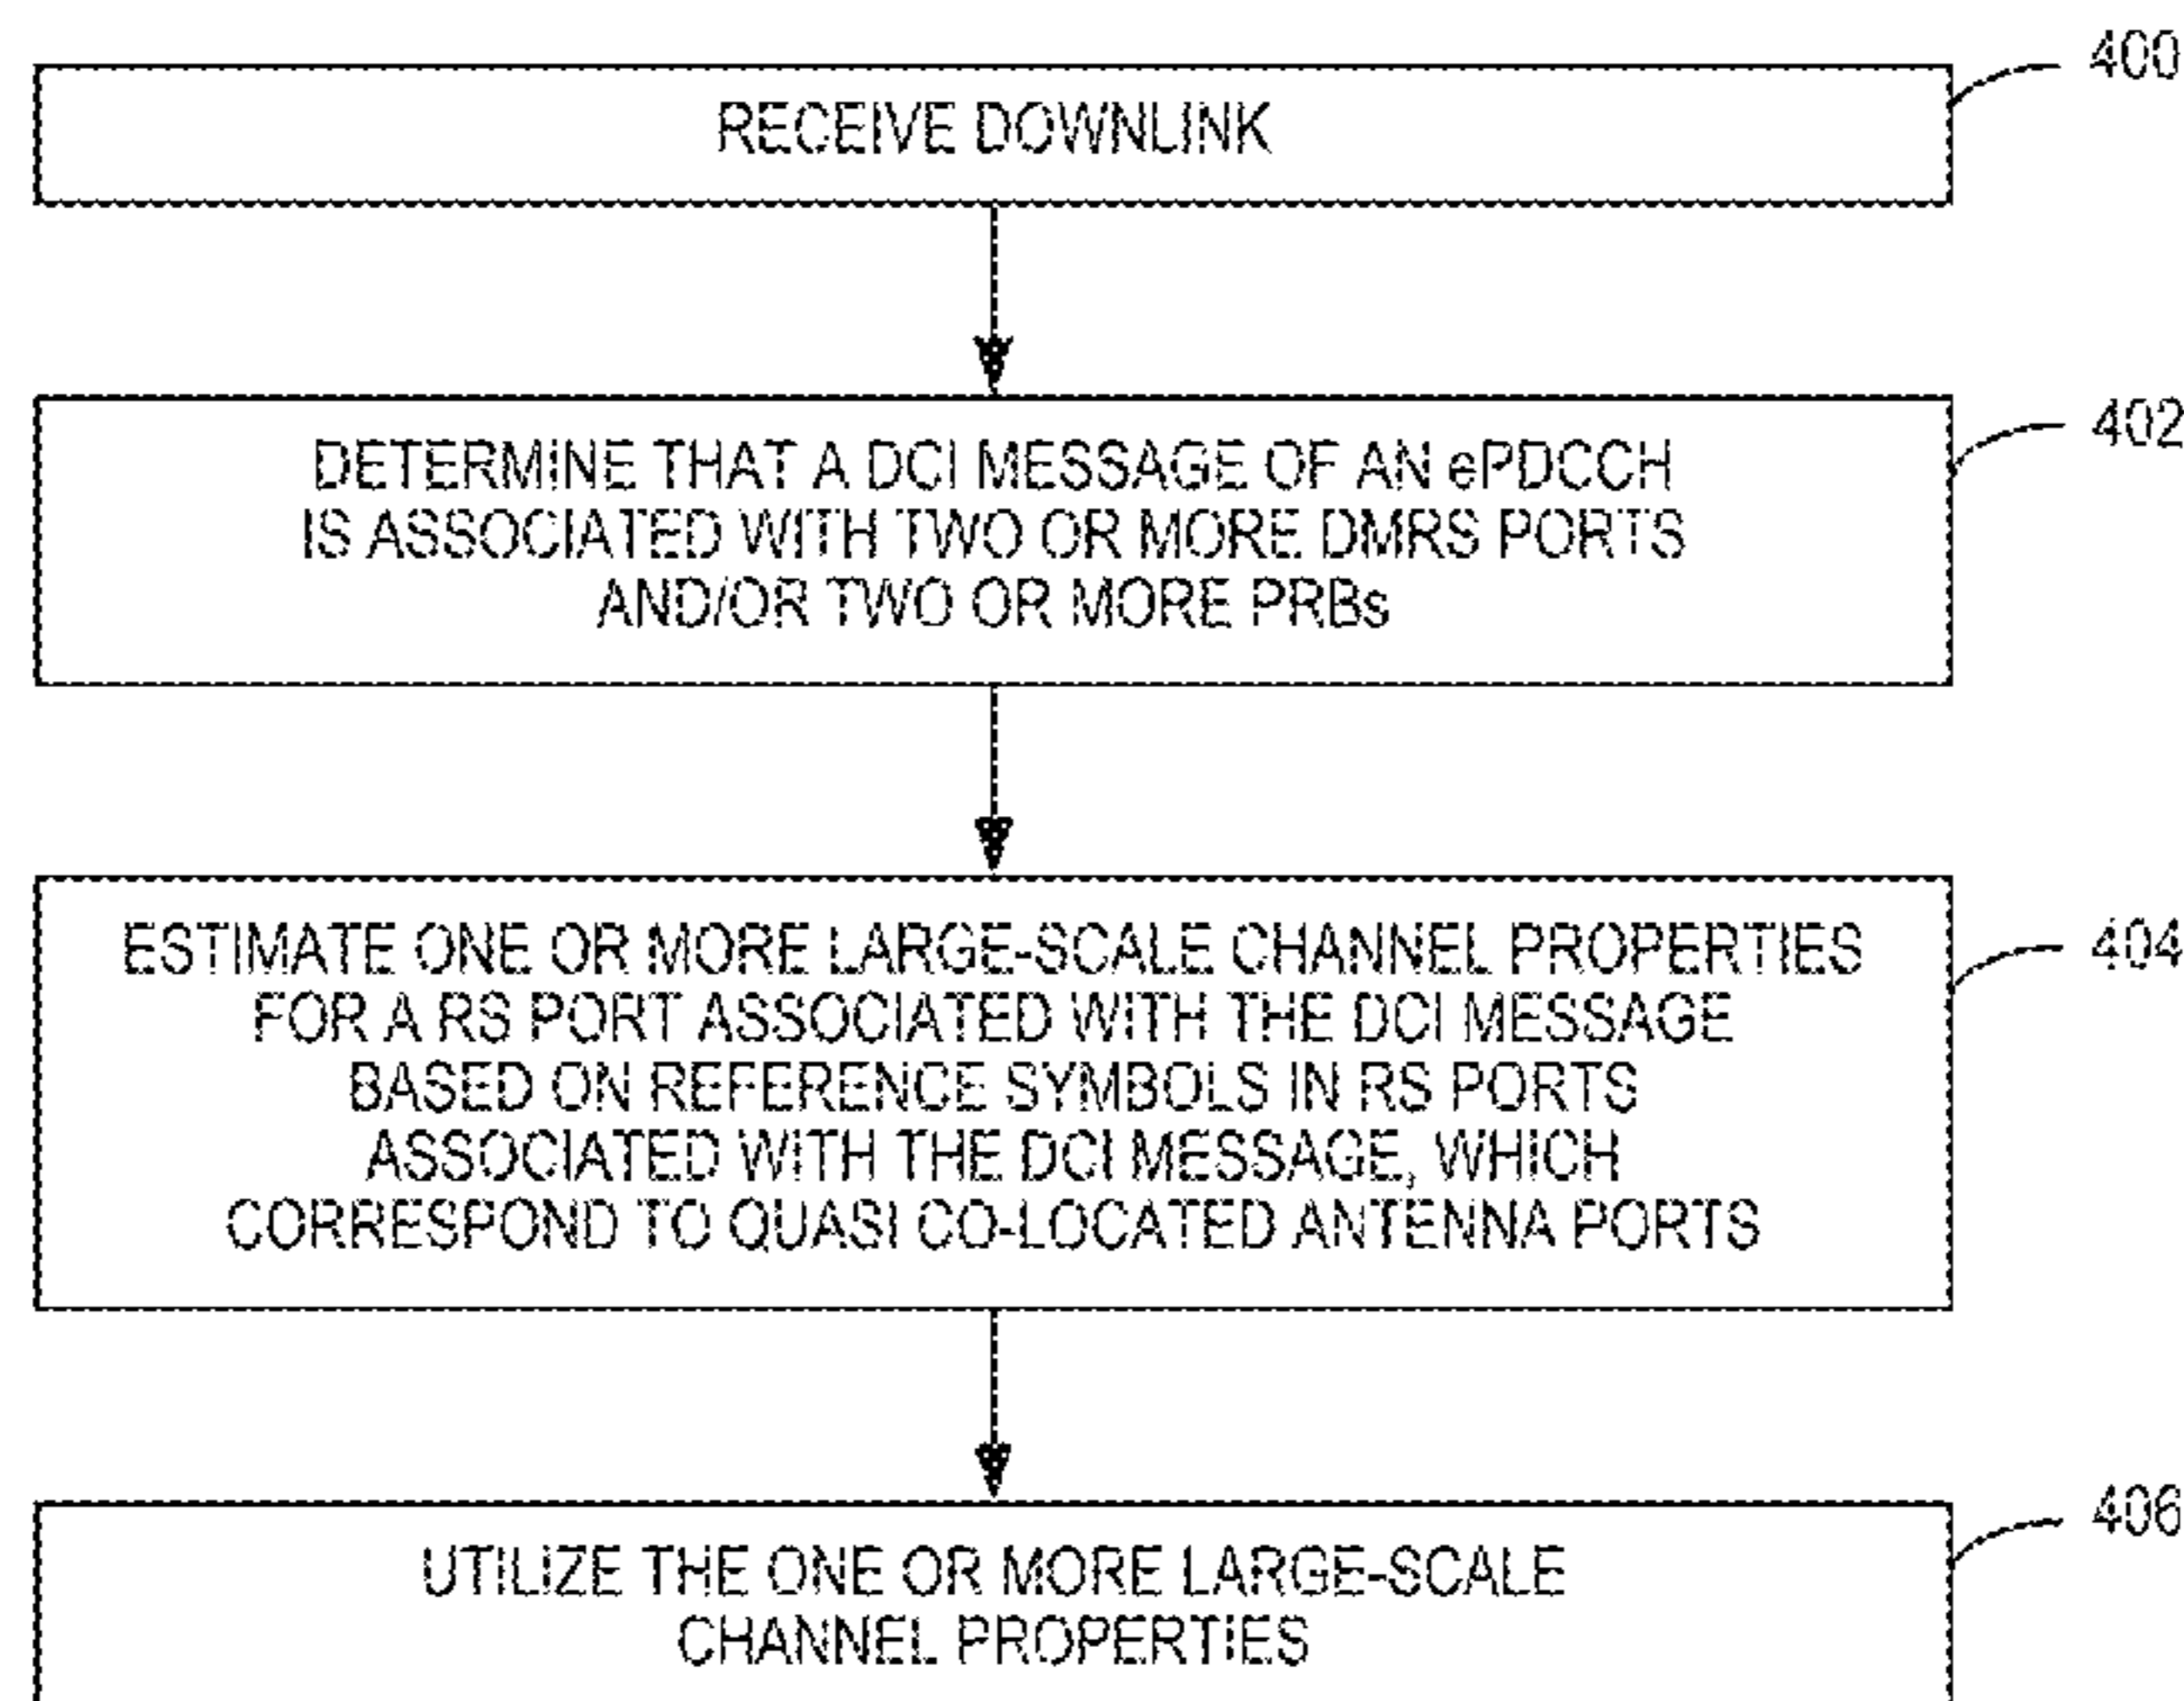 400
RECEIVE DOWNLINK
402
DETERMINE THAT A DCI MESSAGE OF AN ePDCCH
IS ASSOCIATED WITH TWO OR MORE DMRS PORTS
AND/OR TWO OR MORE PRBs
404
ESTIMATE ONE OR MORE LARGE-SCALE CHANNEL PROPERTIES
FOR A RS PORT ASSOCIATED WITH THE DCI MESSAGE
BASED ON REFERENCE SYMBOLS IN RS PORTS
ASSOCIATED WITH THE DCI MESSAGE, WHICH
CORRESPOND TO QUASI CO-LOCATED ANTENNA PORTS
406
UTILIZE THE ONE OR MORE LARGE-SCALE
CHANNEL PROPERTIES